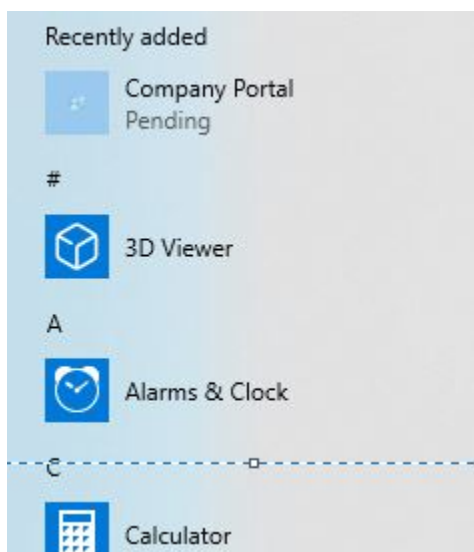 Recently added
Company Portal
Pending
#
3D Viewer
A
Alarms & Clock
C
Calculator